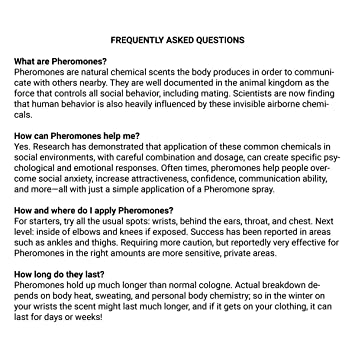 FREQUENTLY ASKED QUESTIONS
What are Pheromones?
Pheromones are natural chemical scents the body produces in order to communi-
cate with others nearby. They are well documented in the animal kingdom as the
force that controls all social behavior, including mating. Scientists are now finding
that human behavior is also heavily influenced by these invisible airborne chemi-
cals.
How can Pheromones help me?
Yes. Research has demonstrated that application of these common chemicals in
social environments, with careful combination and dosage, can create specific psy-
chological and emotional responses. Often times, pheromones help people over-
come social anxiety, increase attractiveness, confidence, communication ability,
and more—all with just a simple application of a Pheromone spray.
How and where do I apply Pheromones?
For starters, try all the usual spots: wrists, behind the ears, throat, and chest. Next
level: inside of elbows and knees if exposed. Success has been reported in areas
such as ankles and thighs. Requiring more caution, but reportedly very effective for
Pheromones in the right amounts are more sensitive, private areas.
How long do they last?
Pheromones hold up much longer than normal cologne. Actual breakdown de-
pends on body heat, sweating, and personal body chemistry; so in the winter on
your wrists the scent might last much longer, and if it gets on your clothing, it can
last for days or weeks!